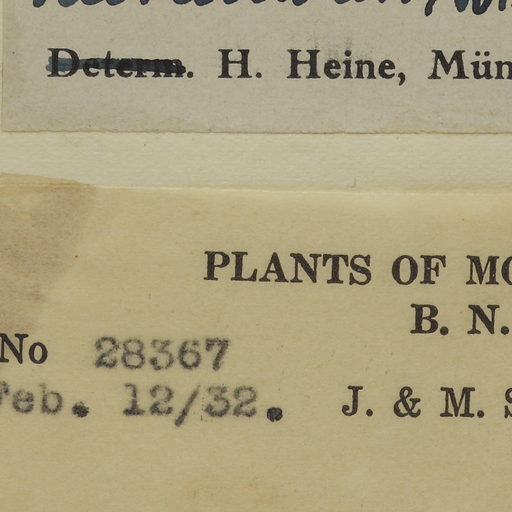 Determ. H. Heine, Mün
PLANTS OF MO
B. N.
No 28367
Feb. 12/32. J. & M. S